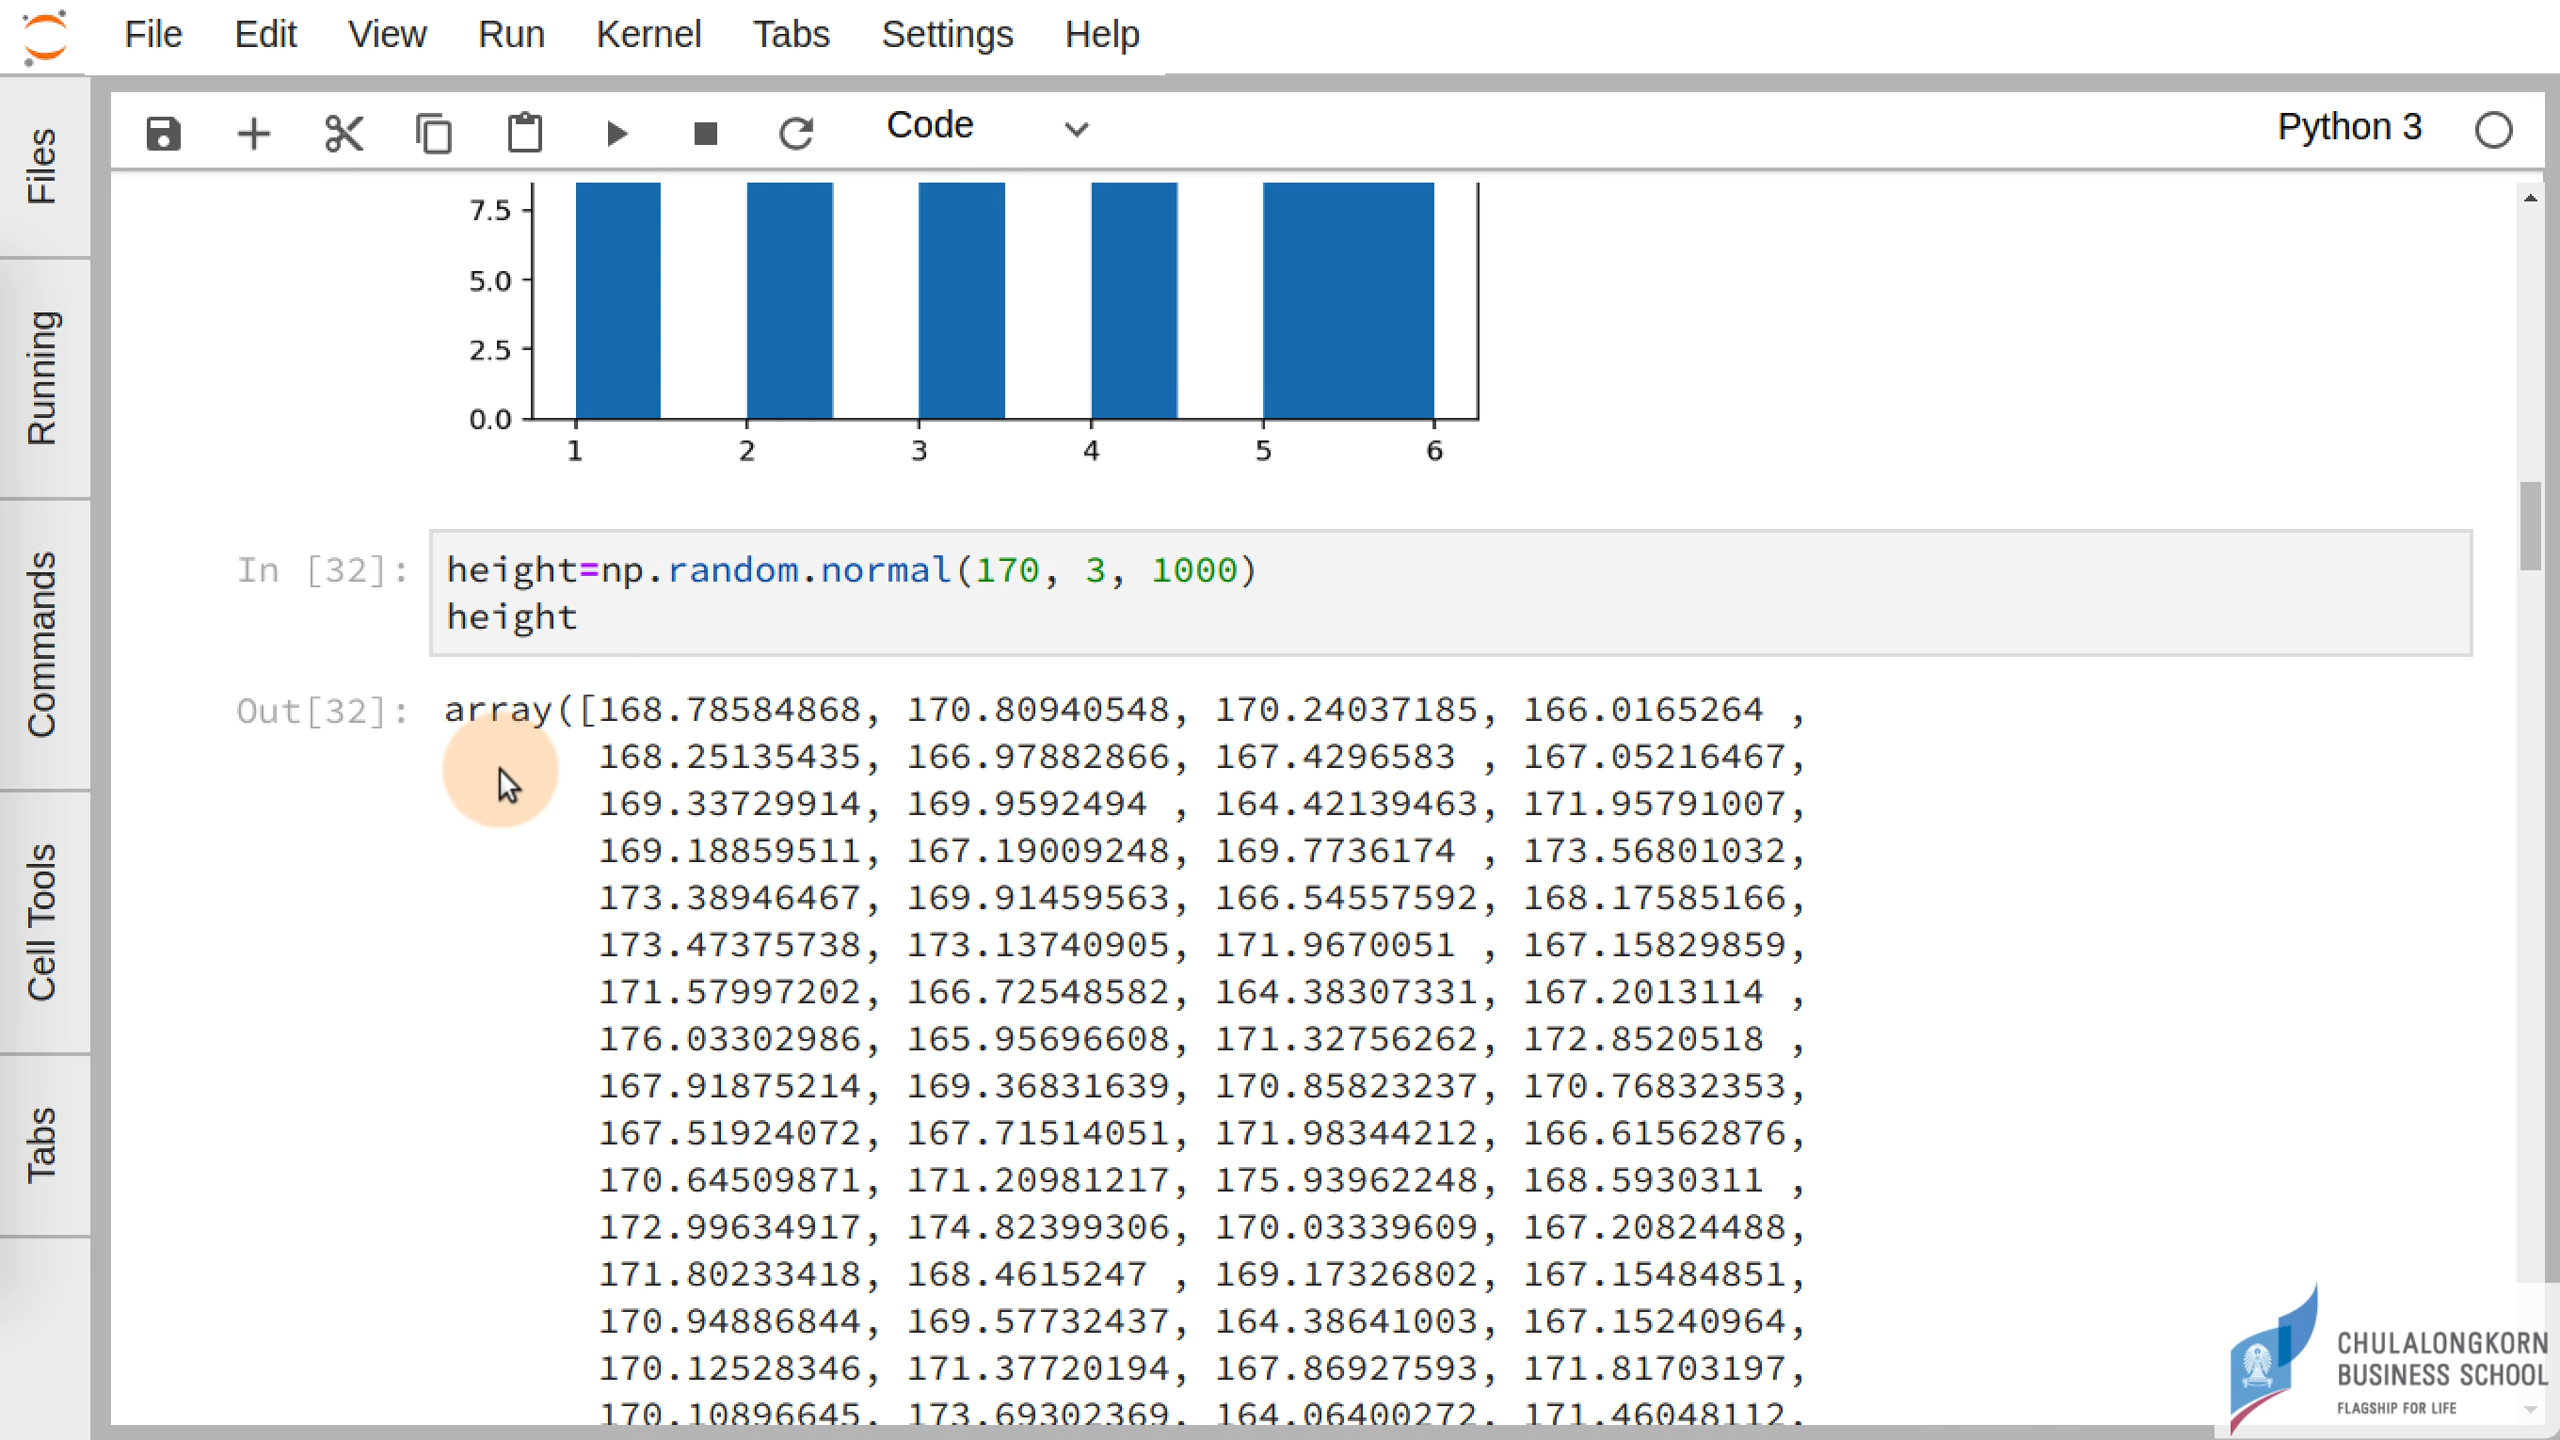 File Edit View Run Kernel Tabs Settings Help
Code
Python 3
Files
Running
Commands
Cell Tools
Tabs
7.5
5.0
2.5
0.0
1 2 3 4 5 6
In [32]: height=np.random.normal(170, 3, 1000)
height
Out[32]: array([168.78584868, 170.80940548, 170.24037185, 166.0165264 ,
168.25135435, 166.97882866, 167.4296583 , 167.05216467,
169.33729914, 169.9592494 , 164.42139463, 171.95791007,
169.18859511, 167.19009248, 169.7736174 , 173.56801032,
173.38946467, 169.91459563, 166.54557592, 168.17585166,
173.47375738, 173.13740905, 171.9670051 , 167.15829859,
171.57997202, 166.72548582, 164.38307331, 167.2013114 ,
176.03302986, 165.95696608, 171.32756262, 172.8520518 ,
167.91875214, 169.36831639, 170.85823237, 170.76832353,
167.51924072, 167.71514051, 171.98344212, 166.61562876,
170.64509871, 171.20981217, 175.93962248, 168.5930311 ,
172.99634917, 174.82399306, 170.03339609, 167.20824488,
171.80233418, 168.4615247 , 169.17326802, 167.15484851,
170.94886844, 169.57732437, 164.38641003, 167.15240964,
170.12528346, 171.37720194, 167.86927593, 171.81703197,
170.10896645, 173.69302369, 164.06400272, 171.46048112,
CHULALONGKORN
BUSINESS SCHOOL
FLAGSHIP FOR LIFE